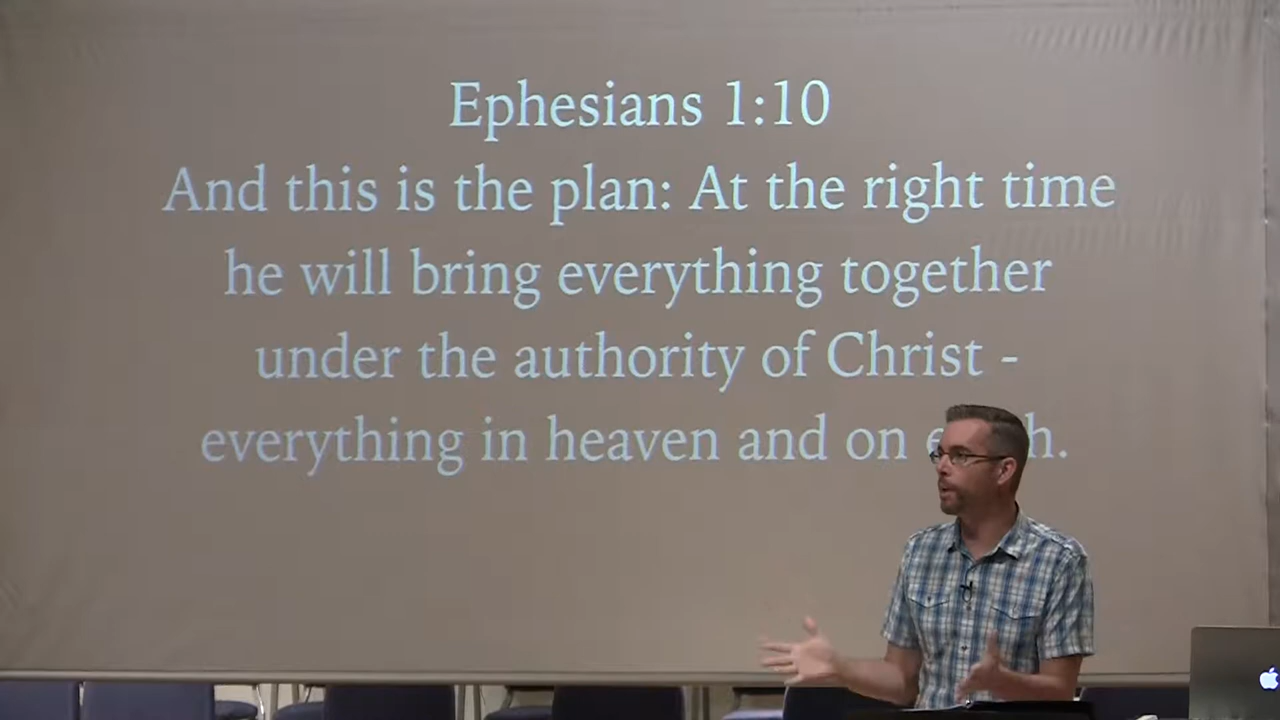 Ephesians 1:10
And this is the plan: At the right time
he will bring everything together
under the authority of Christ -
everything in heaven and on